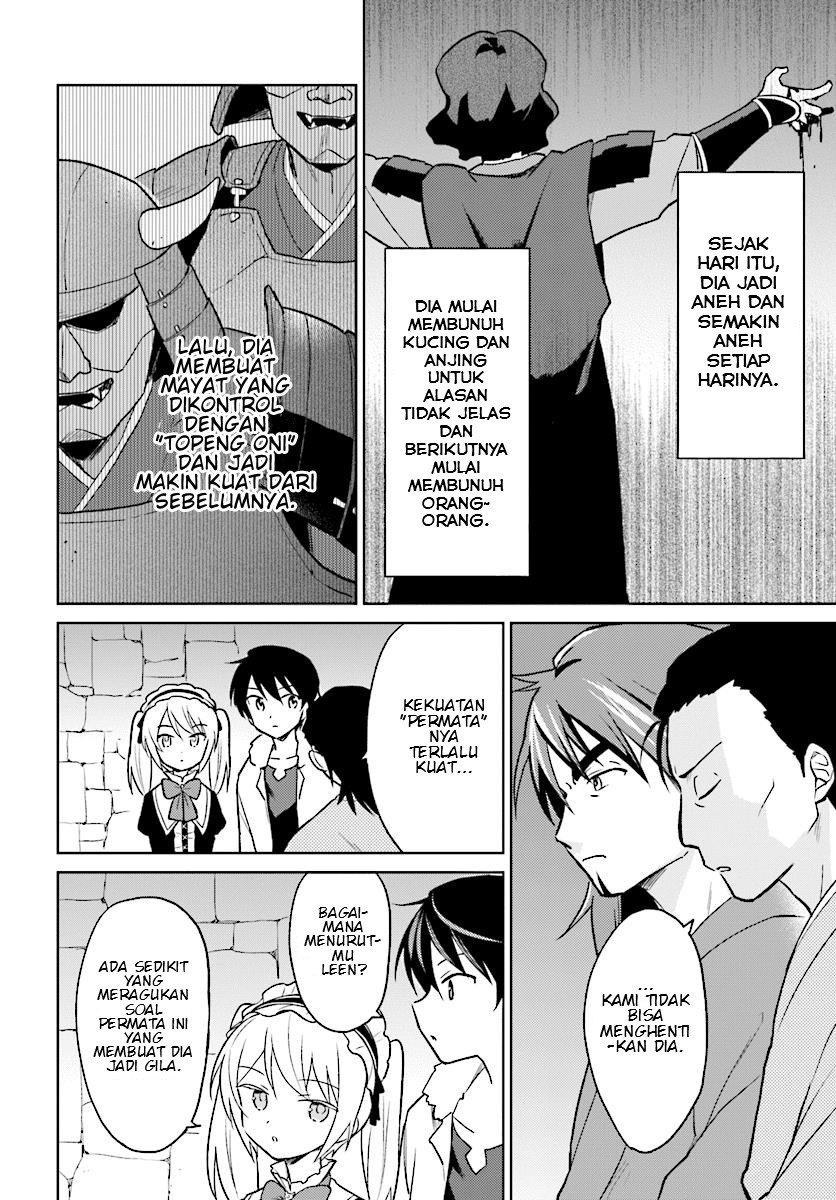 SEJAK
HARI ITU,
DIA JADI
ANEH DAN
SEMAKIN
ANEH
SETIAP
HARINYA.
DIA MULAI
MEMBUNUH
KUCING DAN
ANJING
UNTUK
ALASAN
TIDAK JELAS
DAN
BERIKUTNYA
MULAI
MEMBUNUH
ORANG-
ORANG.
LALU, DIA
MEMBUAT
MAYAT YANG
DIKONTROL
DENGAN
"TOPENG ONI"
DAN JADI
MAKIN KUAT DARI
SEBELUMNYA.
...
KAMI TIDAK
BISA
MENGHENTI
-KAN DIA.
KEKUATAN
"PERMATA"
NYA
TERLALU
KUAT...
BAGAI-
MANA
MENURUT-
MU
LEEN?
ADA SEDIKIT
YANG
MERAGUKAN
SOAL
PERMATA INI
YANG
MEMBUAT DIA
JADI GILA.